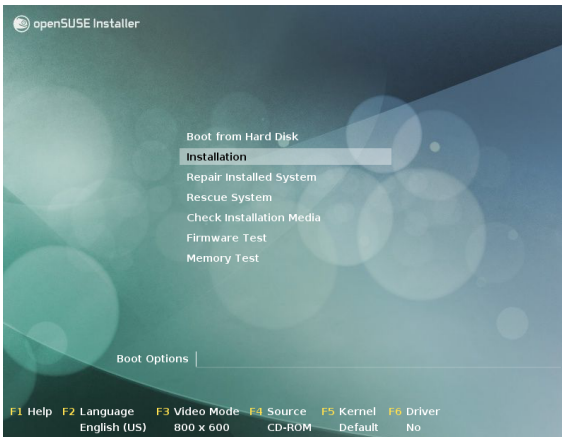 openSUSE Installer
Boot from Hard Disk
Installation
Repair Installed System
Rescue System
Check Installation Media
Firmware Test
Memory Test
Boot Options
F1 Help F2 Language F3 Video Mode F4 Source F5 Kernel F6 Driver
English (US) 800 x 600 CD-ROM Default No